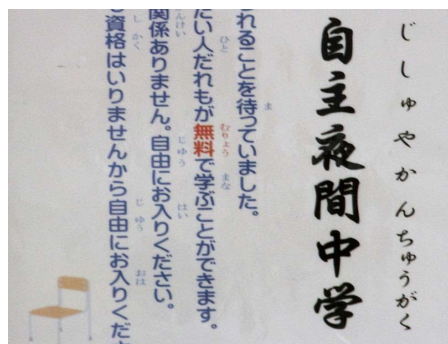 じしゅやかんちゅうがく
自主夜間中学
れることを待っていました。
たい人だれもが無料で学ぶことができます。
関係ありません。自由にお入りください。
資格はいりませんから自由にお入りくださ